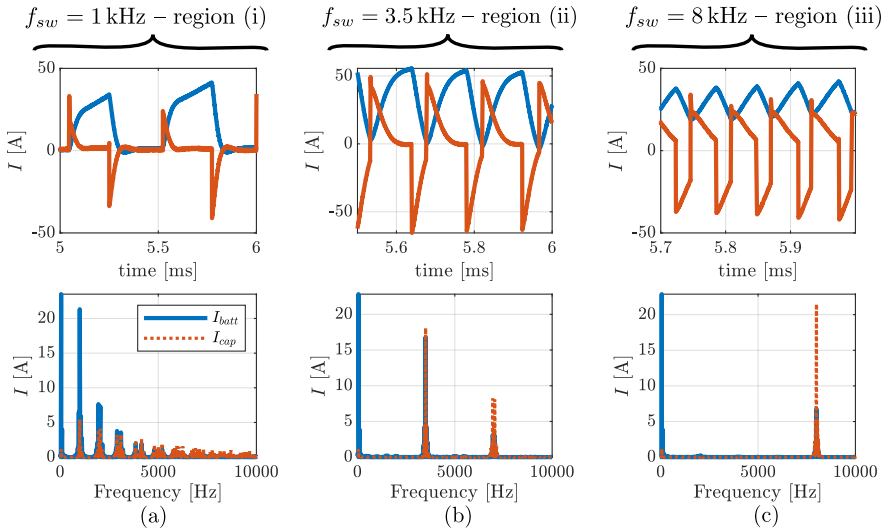 f_sw = 1 kHz – region (i)
f_sw = 3.5 kHz – region (ii)
f_sw = 8 kHz – region (iii)
I [A]
50
0
-50
5
5.5
6
time [ms]
I [A]
50
0
-50
5.6
5.8
6
time [ms]
I [A]
50
0
-50
5.7
5.8
5.9
time [ms]
I [A]
20
15
10
5
0
I_batt
I_cap
0
5000
10000
Frequency [Hz]
(a)
I [A]
20
15
10
5
0
0
5000
10000
Frequency [Hz]
(b)
I [A]
20
15
10
5
0
0
5000
10000
Frequency [Hz]
(c)